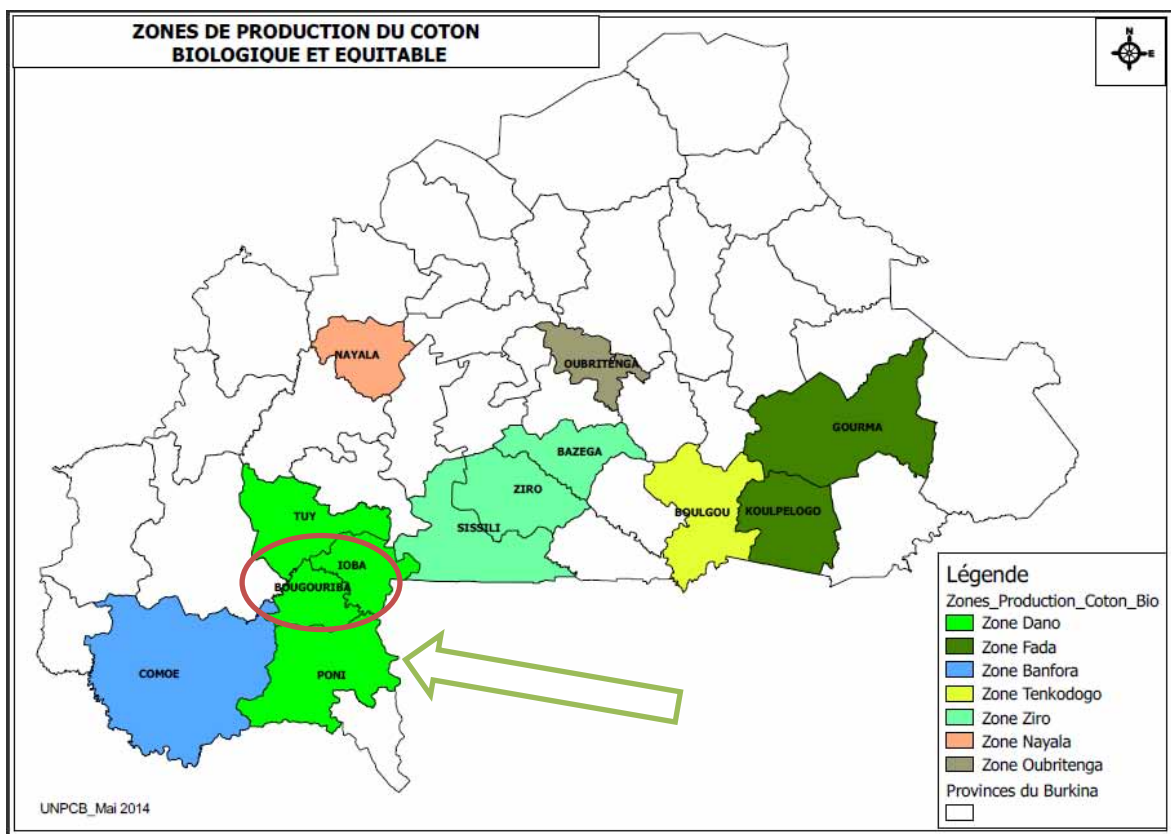 ZONES DE PRODUCTION DU COTON
BIOLOGIQUE ET EQUITABLE
N
E
NAYALA
OUBRITENGA
GOURMA
BAZEGA
ZIRO
BOULGOU
KOULPELOGO
TUY
SISSILI
IOBA
BOUGOURIBA
COMOE
PONI
Légende
Zones_Production_Coton_Bio
Zone Dano
Zone Fada
Zone Banfora
Zone Tenkodogo
Zone Ziro
Zone Nayala
Zone Oubritenga
Provinces du Burkina
UNPCB_Mai 2014